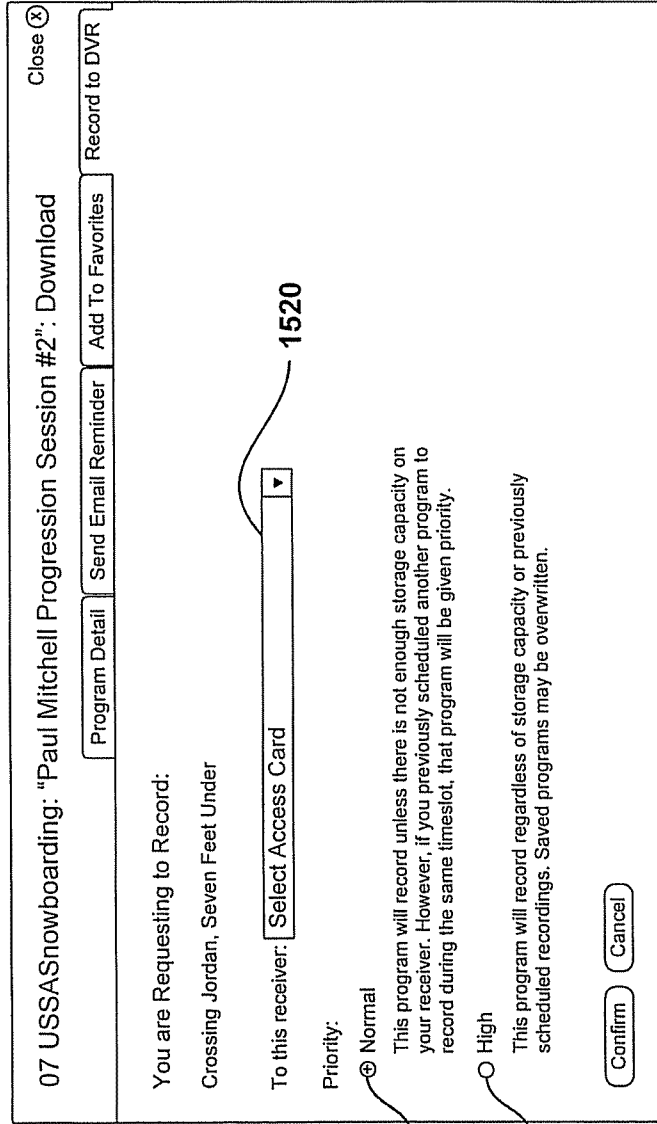 07 USSASnowboarding: "Paul Mitchell Progression Session #2": Download
Close ⓧ
Program Detail
Send Email Reminder
Add To Favorites
Record to DVR
You are Requesting to Record:
Crossing Jordan, Seven Feet Under
To this receiver: Select Access Card ▼
1520
Priority:
⊕ Normal
This program will record unless there is not enough storage capacity on
your receiver. However, if you previously scheduled another program to
record during the same timeslot, that program will be given priority.
○ High
This program will record regardless of storage capacity or previously
scheduled recordings. Saved programs may be overwritten.
Confirm
Cancel